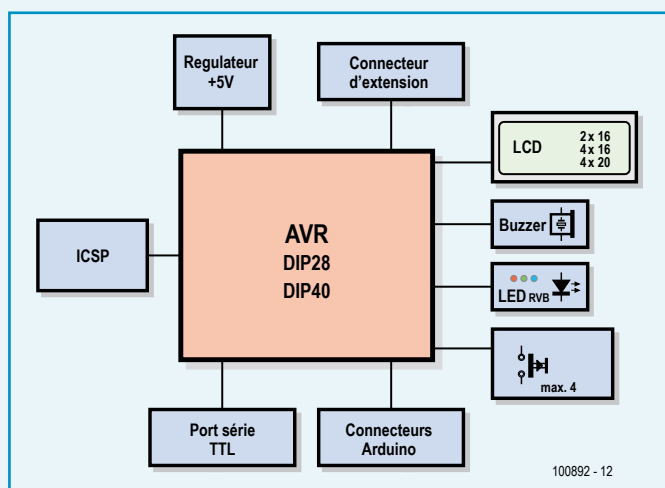 Regulateur
+5V
Connecteur
d'extension
LCD
2 x 16
4 x 16
4 x 20
AVR
DIP28
DIP40
ICSP
Buzzer
LED RVB
max. 4
Port série
TTL
Connecteurs
Arduino
100892 - 12